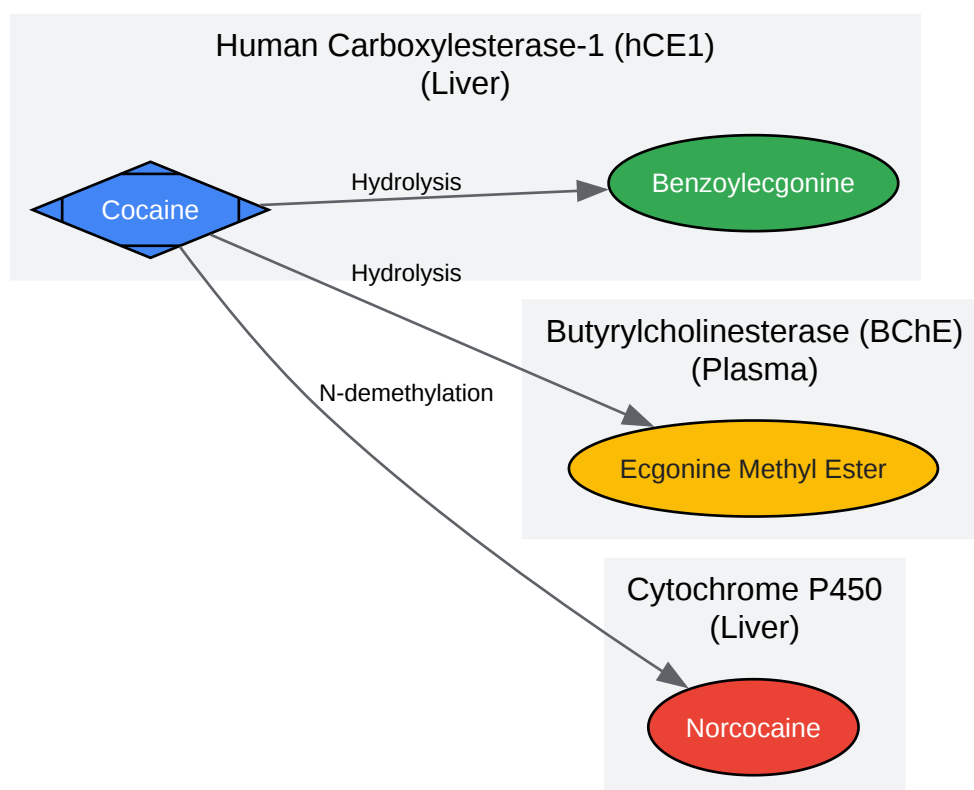 Human Carboxylesterase-1 (hCE1)
(Liver)
Cocaine
Hydrolysis
Benzoylecgonine
Hydrolysis
Butyrylcholinesterase (BChE)
(Plasma)
N-demethylation
Ecgonine Methyl Ester
Cytochrome P450
(Liver)
Norcocaine